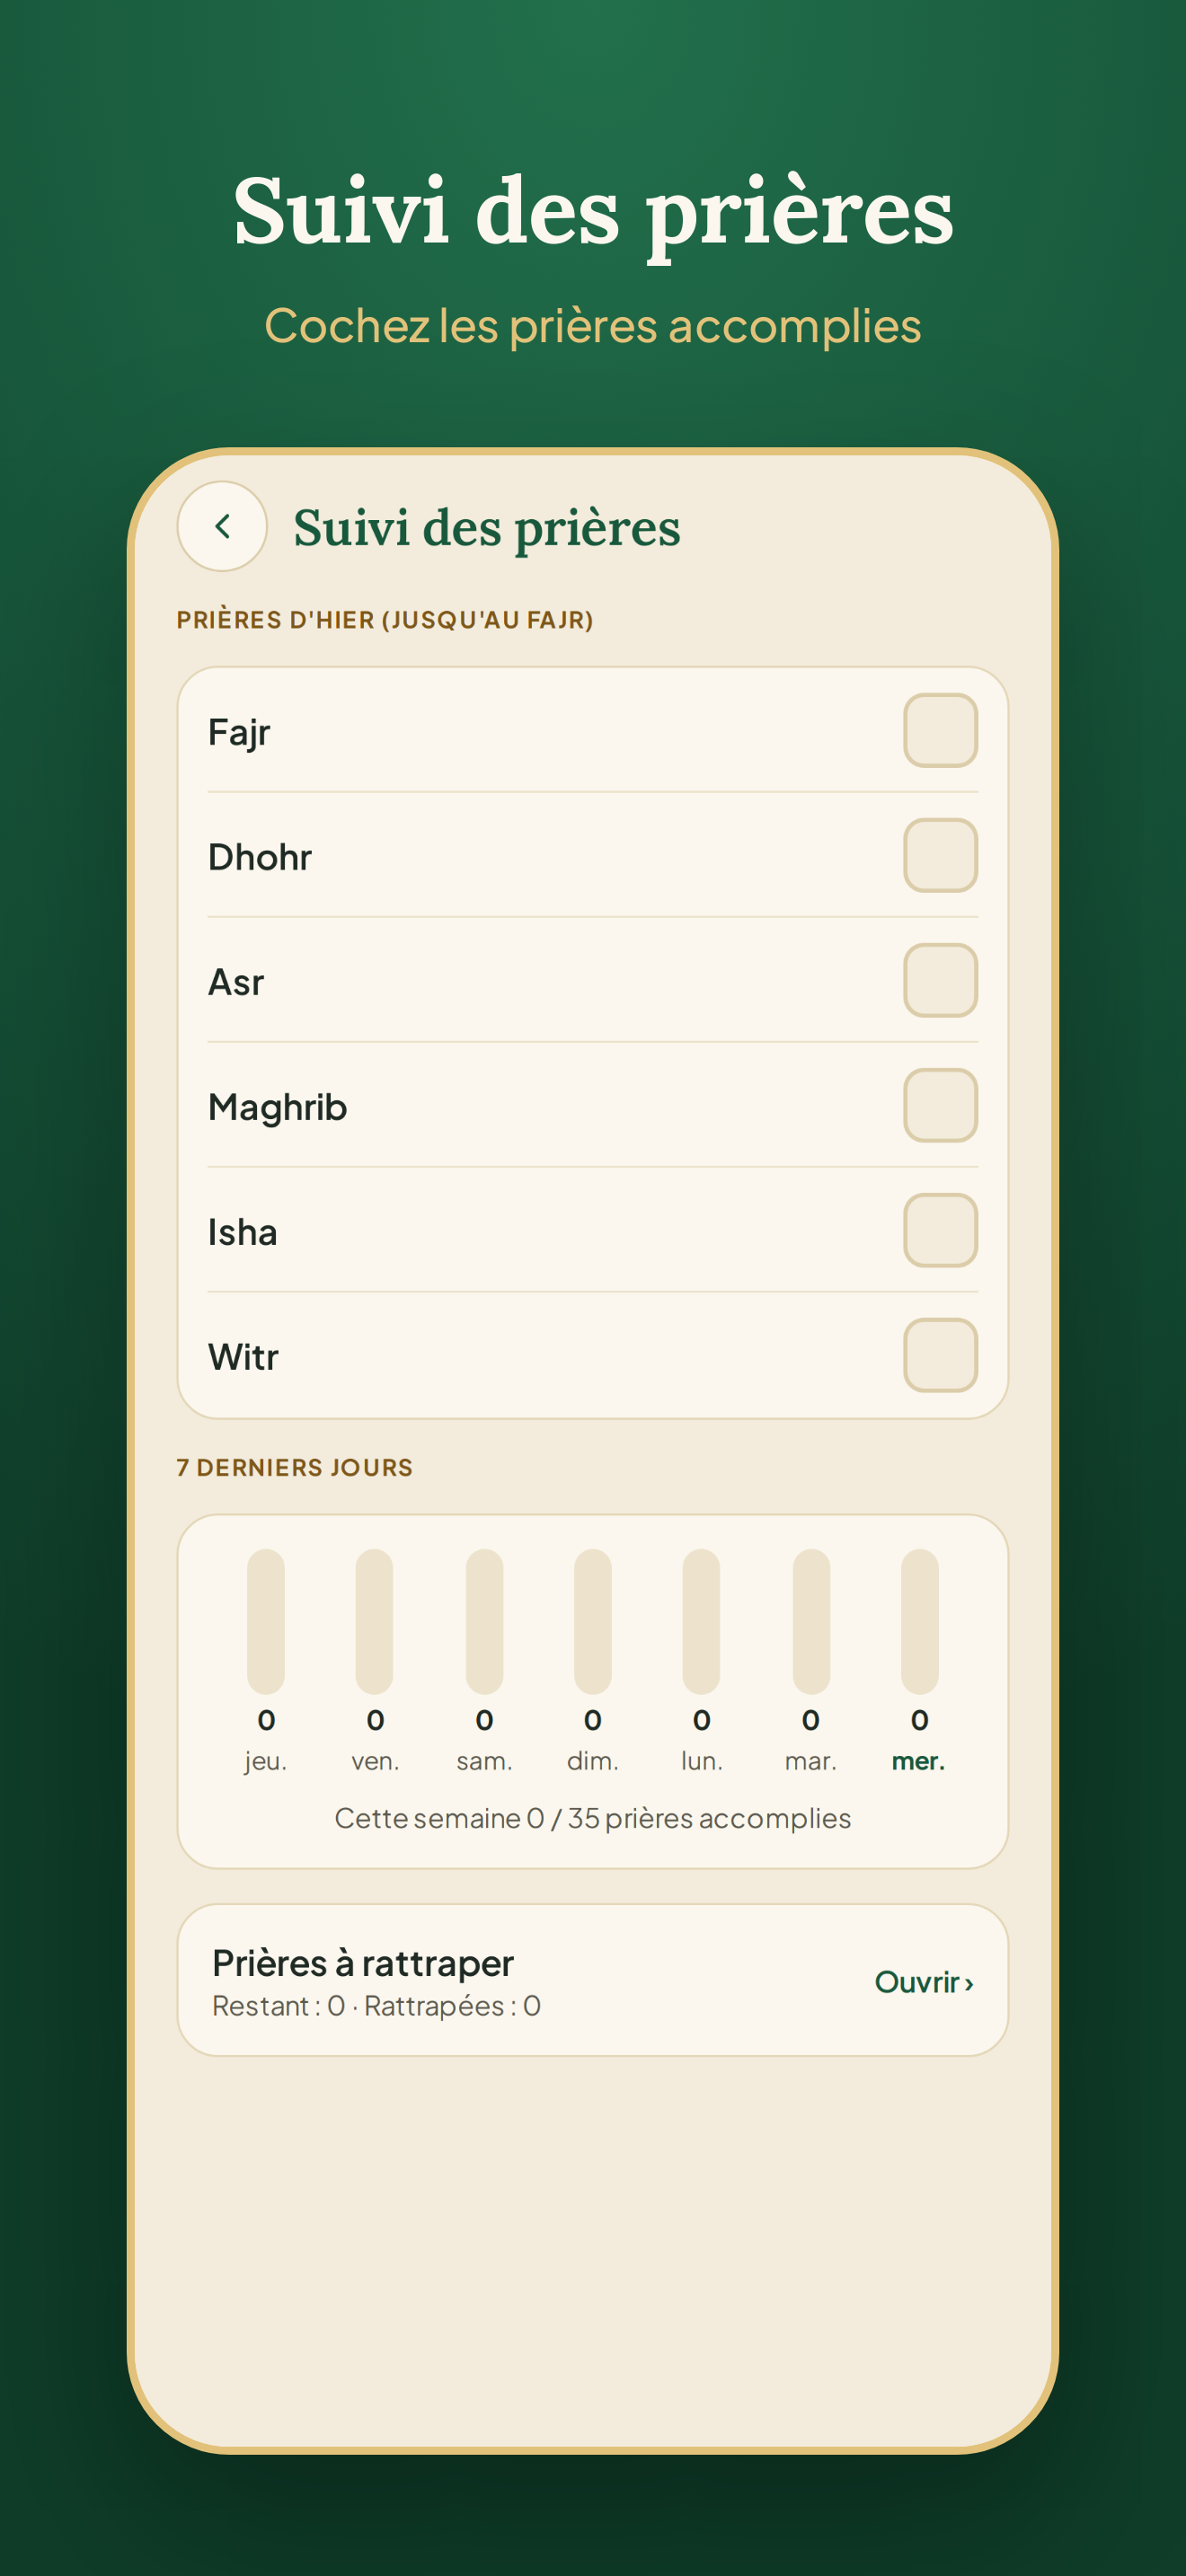 Suivi des prières
Cochez les prières accomplies
Suivi des prières
PRIÈRES D'HIER (JUSQU'AU FAJR)
Fajr
Dhohr
Asr
Maghrib
Isha
Witr
7 DERNIERS JOURS
0 0 0 0 0 0 0
jeu. ven. sam. dim. lun. mar. mer.
Cette semaine 0 / 35 prières accomplies
Prières à rattraper
Restant : 0 · Rattrapées : 0
Ouvrir ›